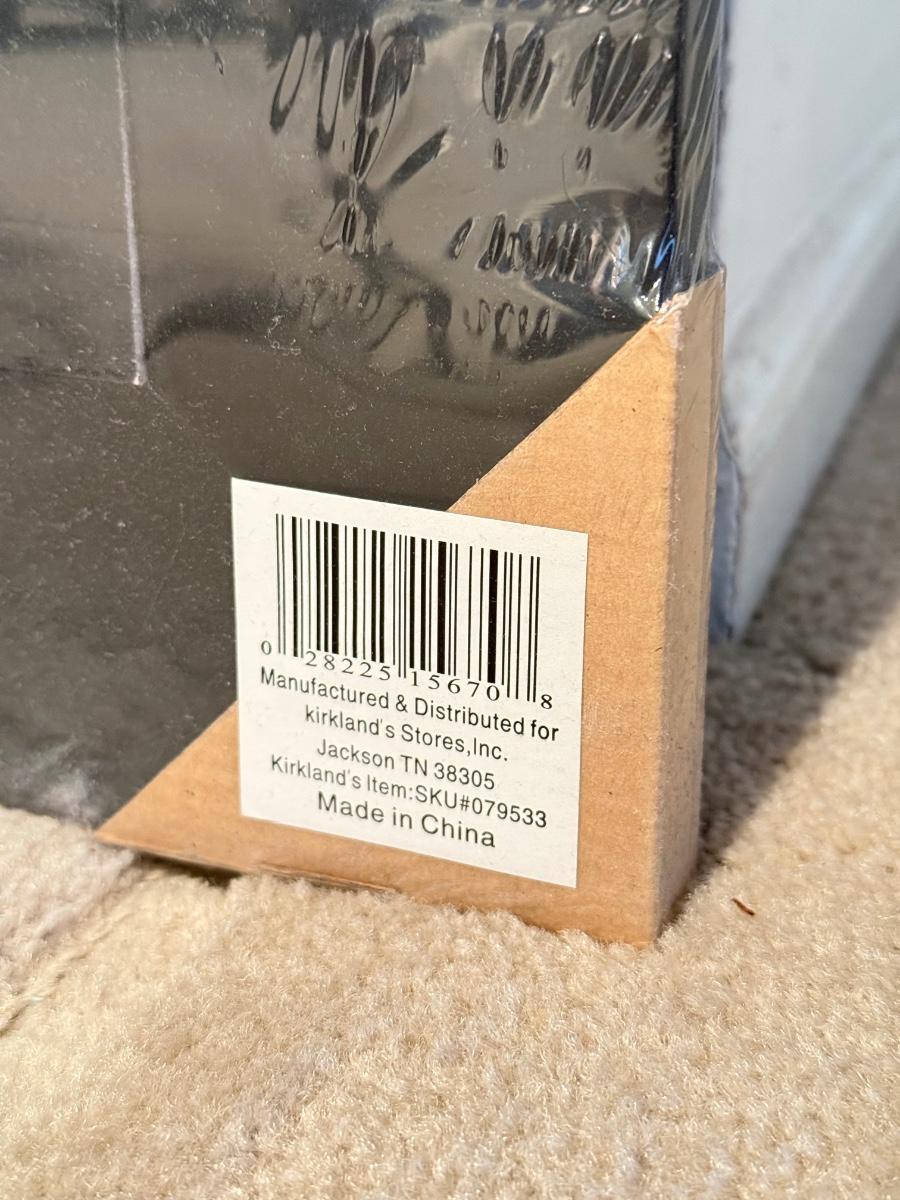 0 28225 15670 8
Manufactured & Distributed for
kirkland's Stores,Inc.
Jackson TN 38305
Kirkland's Item:SKU#079533
Made in China